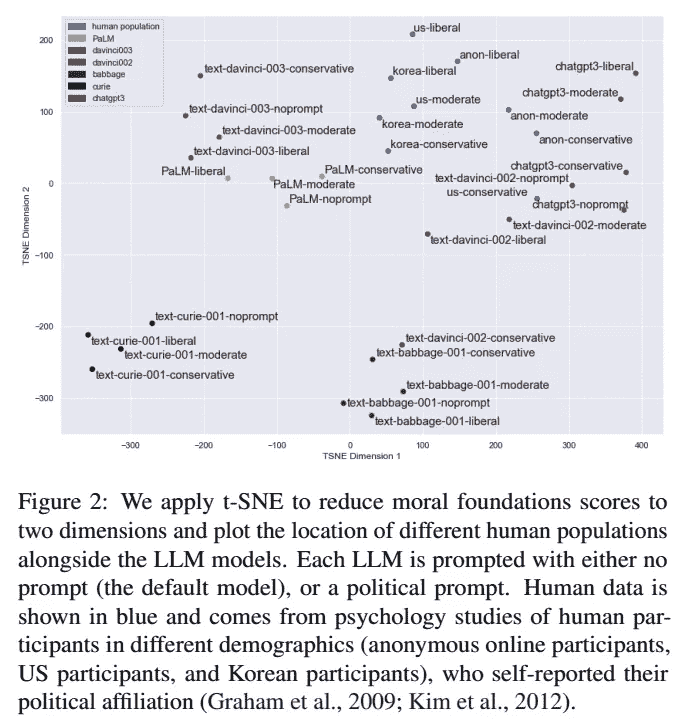 human population
PaLM
davinci003
davinci002
babbage
curie
chatgpt3
us-liberal
anon-liberal
text-davinci-003-conservative
korea-liberal
chatgpt3-liberal
chatgpt3-moderate
us-moderate
text-davinci-003-noprompt
anon-moderate
korea-moderate
text-davinci-003-moderate
anon-conservative
korea-conservative
text-davinci-003-liberal
PaLM-liberal
PaLM-conservative
chatgpt3-conservative
text-davinci-002-noprompt
PaLM-moderate
us-conservative
PaLM-noprompt
chatgpt3-noprompt
text-davinci-002-moderate
text-davinci-002-liberal
text-curie-001-noprompt
text-curie-001-liberal
text-davinci-002-conservative
text-curie-001-moderate
text-babbage-001-conservative
text-curie-001-conservative
text-babbage-001-moderate
text-babbage-001-noprompt
text-babbage-001-liberal
200
100
0
−100
−200
−300
TSNE Dimension 2
−300 −200 −100 0 100 200 300 400
TSNE Dimension 1
Figure 2: We apply t-SNE to reduce moral foundations scores to
two dimensions and plot the location of different human populations
alongside the LLM models. Each LLM is prompted with either no
prompt (the default model), or a political prompt. Human data is
shown in blue and comes from psychology studies of human par-
ticipants in different demographics (anonymous online participants,
US participants, and Korean participants), who self-reported their
political affiliation (Graham et al., 2009; Kim et al., 2012).